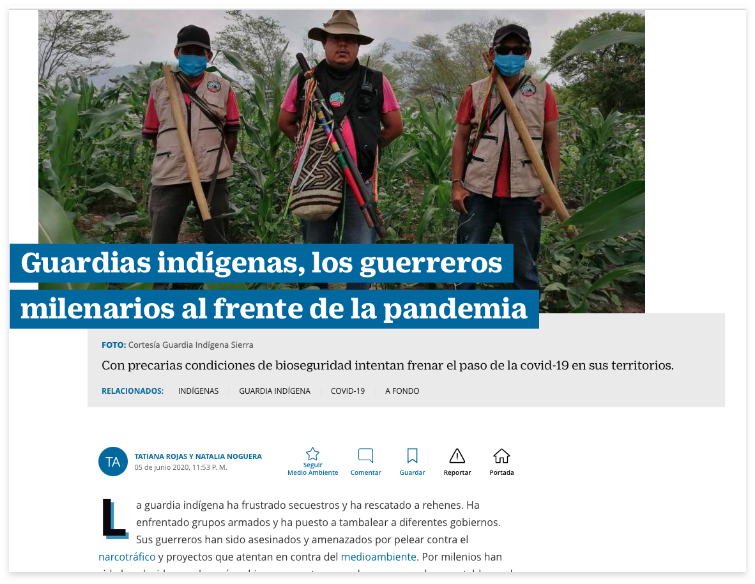 Guardias indígenas, los guerreros
milenarios al frente de la pandemia
FOTO: Cortesía Guardia Indígena Sierra
Con precarias condiciones de bioseguridad intentan frenar el paso de la covid-19 en sus territorios.
RELACIONADOS: INDÍGENAS GUARDIA INDÍGENA COVID-19 A FONDO
TA
TATIANA ROJAS Y NATALIA NOGUERA
05 de junio 2020, 11:53 P. M.
Seguir
Medio Ambiente
Comentar
Guardar
Reportar
Portada
La guardia indígena ha frustrado secuestros y ha rescatado a rehenes. Ha
enfrentado grupos armados y ha puesto a tambalear a diferentes gobiernos.
Sus guerreros han sido asesinados y amenazados por pelear contra el
narcotráfico y proyectos que atentan en contra del medioambiente. Por milenios han